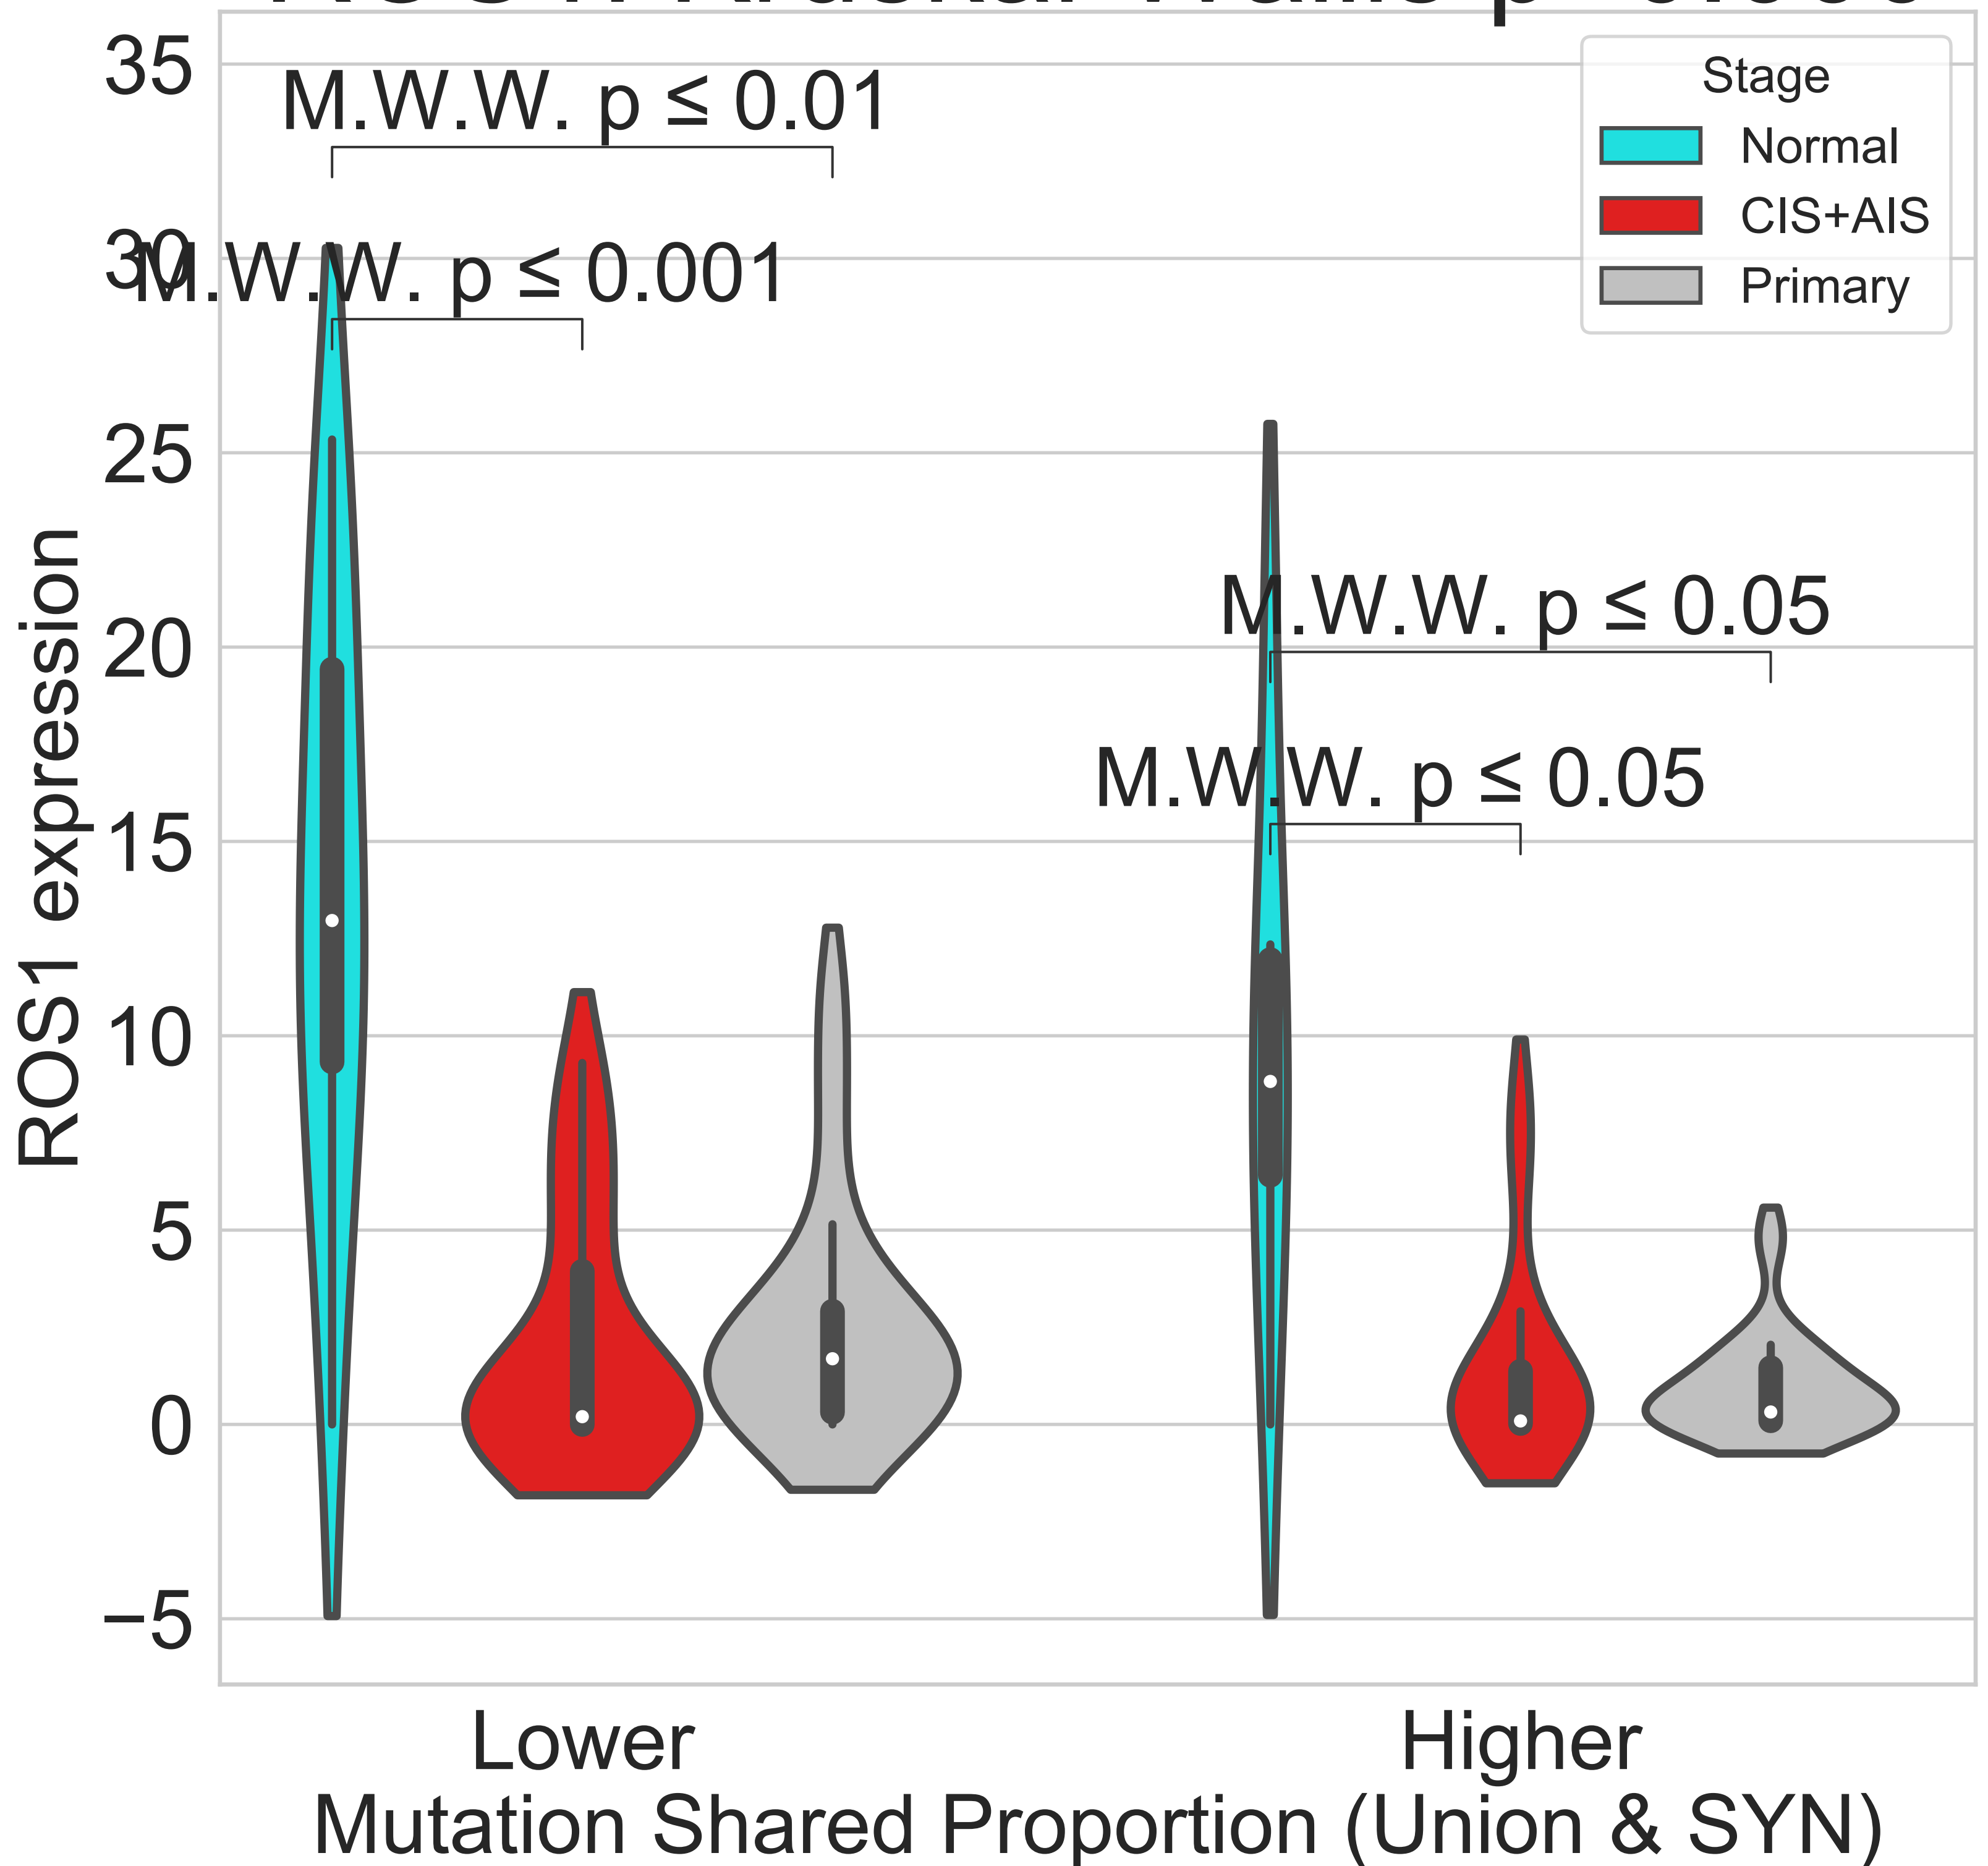 35
30
25
20
15
10
5
0
−5
ROS1 expression
M.W.W. p ≤ 0.01
M.W.W. p ≤ 0.001
M.W.W. p ≤ 0.05
M.W.W. p ≤ 0.05
Stage
Normal
CIS+AIS
Primary
Lower
Higher
Mutation Shared Proportion (Union & SYN)